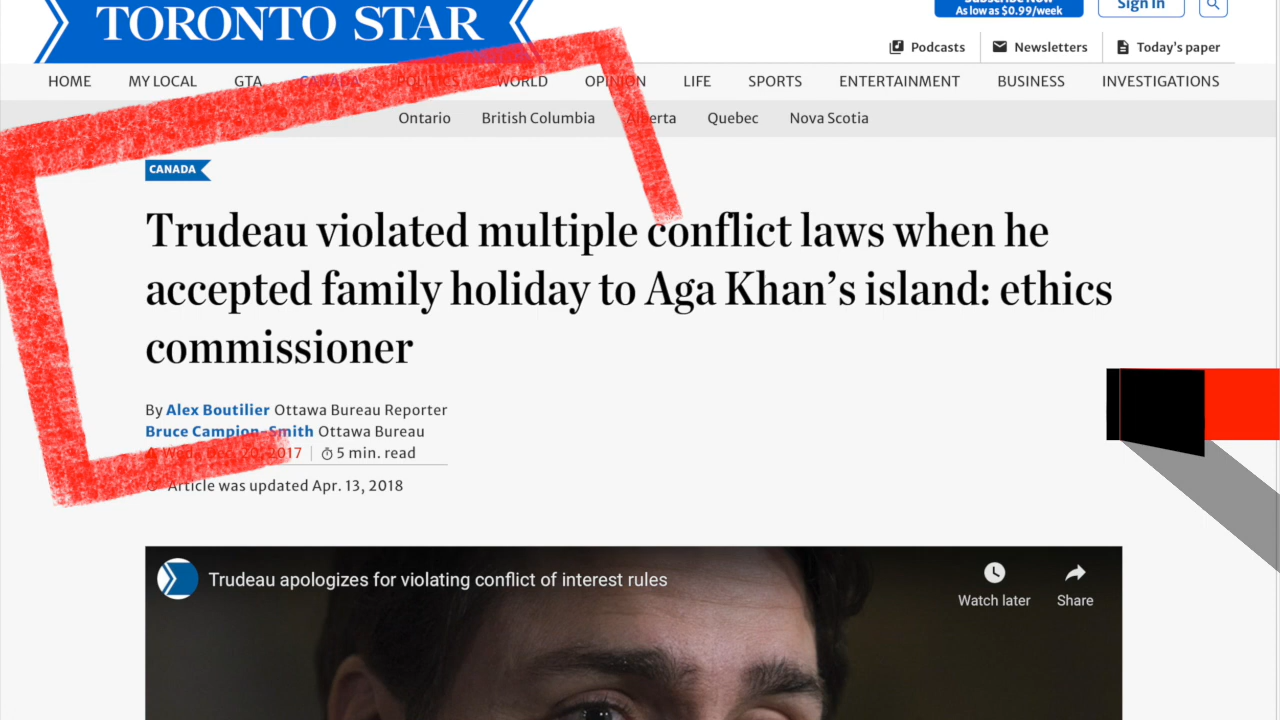 TORONTO STAR
Subscribe Now
As low as $0.99/week
Sign In
Podcasts
Newsletters
Today's paper
HOME MY LOCAL GTA CANADA POLITICS WORLD OPINION LIFE SPORTS ENTERTAINMENT BUSINESS INVESTIGATIONS
Ontario British Columbia Alberta Quebec Nova Scotia
CANADA
Trudeau violated multiple conflict laws when he
accepted family holiday to Aga Khan’s island: ethics
commissioner
By Alex Boutilier Ottawa Bureau Reporter
Bruce Campion-Smith Ottawa Bureau
Wed., Dec. 20, 2017 5 min. read
Article was updated Apr. 13, 2018
Trudeau apologizes for violating conflict of interest rules
Watch later
Share